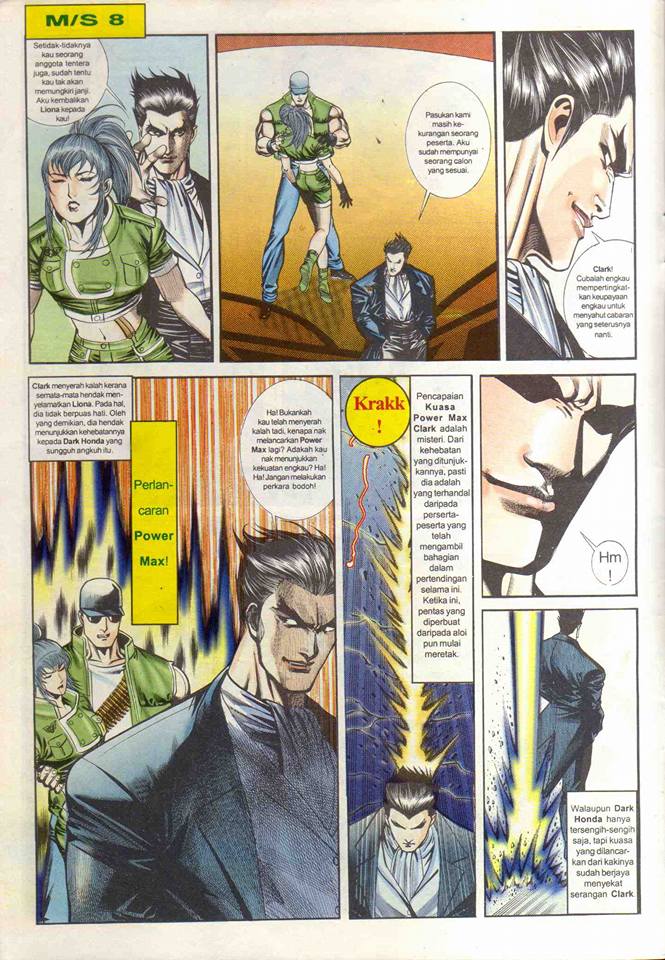 M/S 8
Setidak-tidaknya
kau seorang
anggota tentera
juga, sudah tentu
kau tak akan
memungkiri janji.
Aku kembalikan
Liona kepada
kau!
Pasukan kami
masih ke-
kurangan seorang
peserta. Aku
sudah mempunyai
seorang calon
yang sesuai.
Clark!
Cubalah engkau
mempertingkat-
kan keupayaan
engkau untuk
menyahut cabaran
yang seterusnya
nanti.
Clark menyerah kalah kerana
semata-mata hendak men-
yelamatkan Liona. Pada hal,
dia tidak berpuas hati. Oleh
yang demikian, dia hendak
menunjukkan kehebatannya
kepada Dark Honda yang
sungguh angkuh itu.
Perlan-
caran
Power
Max!
Ha! Bukankah
kau telah menyerah
kalah tadi, kenapa nak
melancarkan Power
Max lagi? Adakah kau
nak menunjukkan
kekuatan engkau? Ha!
Ha! Jangan melakukan
perkara bodoh!
Krakk
!
Pencapaian
Kuasa
Power Max
Clark adalah
misteri. Dari
kehebatan
yang ditunjuk-
kannya, pasti
dia adalah
yang terhandal
daripada
perserta-
peserta yang
telah
mengambil
bahagian
dalam
pertendingan
selama ini.
Ketika ini,
pentas yang
diperbuat
daripada aloi
pun mulai
meretak.
Hm
!
Walaupun Dark
Honda hanya
tersengih-sengih
saja, tapi kuasa
yang dilancar-
kan dari kakinya
sudah berjaya
menyekat
serangan Clark.